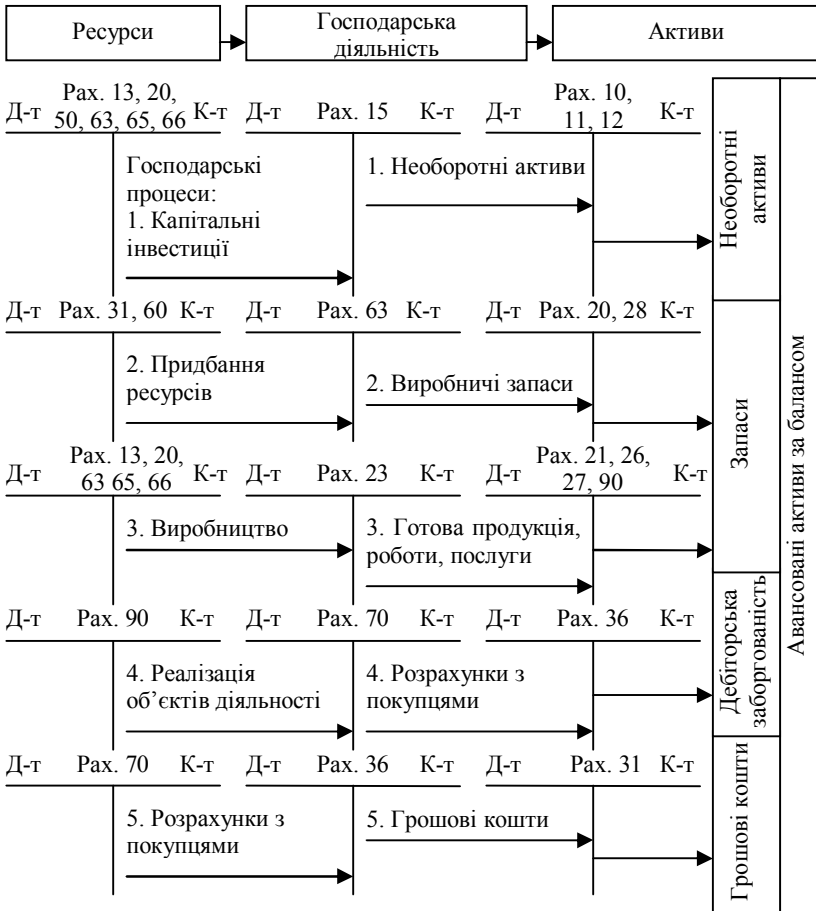 Ресурси
Господарська
діяльність
Активи
Д-т Рах. 13, 20, К-т
50, 63, 65, 66
Д-т Рах. 15 К-т
Д-т Рах. 10, К-т
11, 12
Господарські
процеси:
1. Капітальні
інвестиції
1. Необоротні активи
Необоротні
активи
Д-т Рах. 31, 60 К-т
Д-т Рах. 63 К-т
Д-т Рах. 20, 28 К-т
2. Придбання
ресурсів
2. Виробничі запаси
Запаси
Д-т Рах. 13, 20, К-т
63 65, 66
Д-т Рах. 23 К-т
Д-т Рах. 21, 26, К-т
27, 90
3. Виробництво
3. Готова продукція,
роботи, послуги
Д-т Рах. 90 К-т
Д-т Рах. 70 К-т
Д-т Рах. 36 К-т
4. Реалізація
об’єктів діяльності
4. Розрахунки з
покупцями
Дебіторська
заборгованість
Д-т Рах. 70 К-т
Д-т Рах. 36 К-т
Д-т Рах. 31 К-т
5. Розрахунки з
покупцями
5. Грошові кошти
Грошові кошти
Авансовані активи за балансом